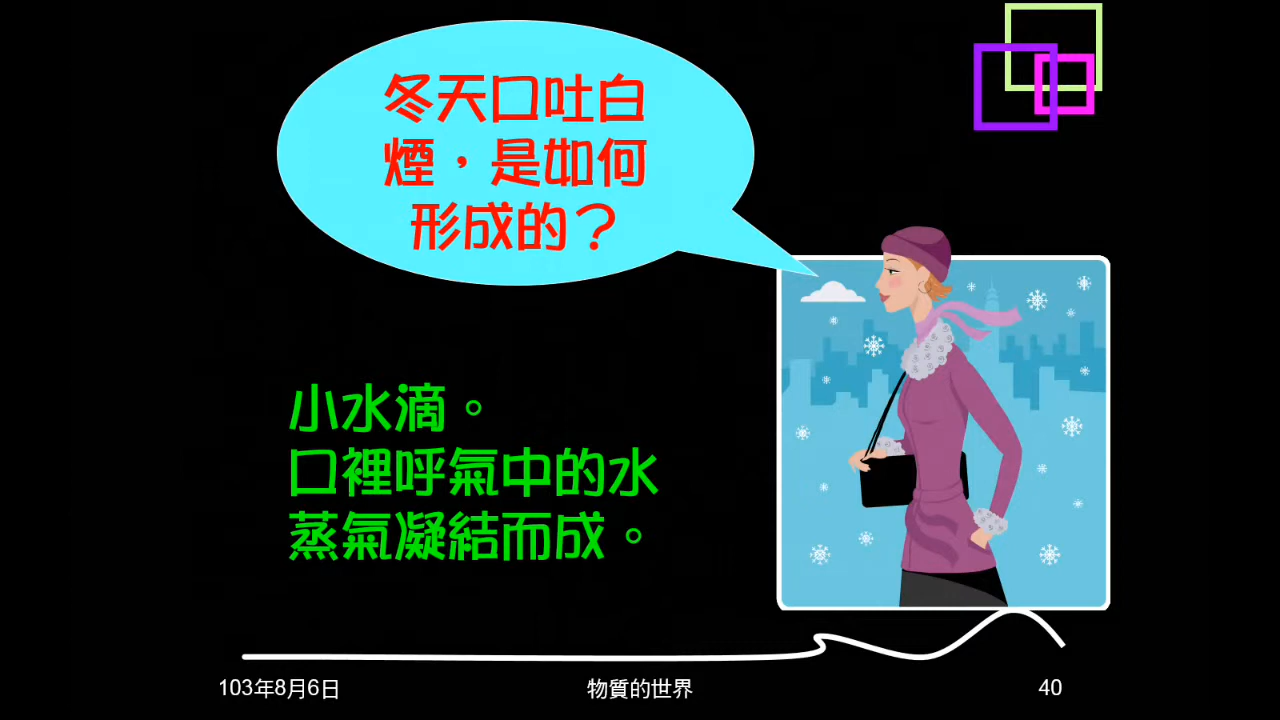 冬天口吐白
煙，是如何
形成的？
小水滴。
口裡呼氣中的水
蒸氣凝結而成。
103年8月6日
物質的世界
40